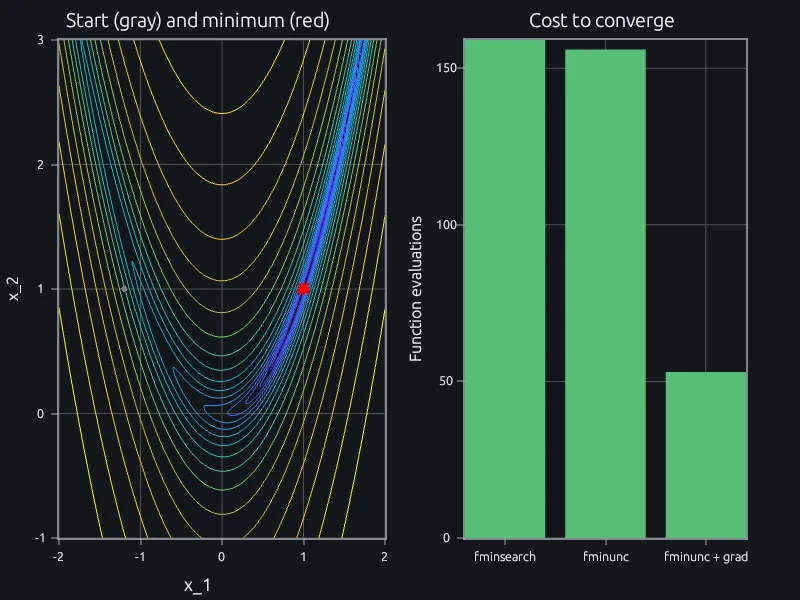 Start (gray) and minimum (red)
3
2
1
0
-1
-2
-1
0
1
2
x_1
x_2
Cost to converge
150
100
50
0
Function evaluations
fminsearch
fminunc
fminunc + grad